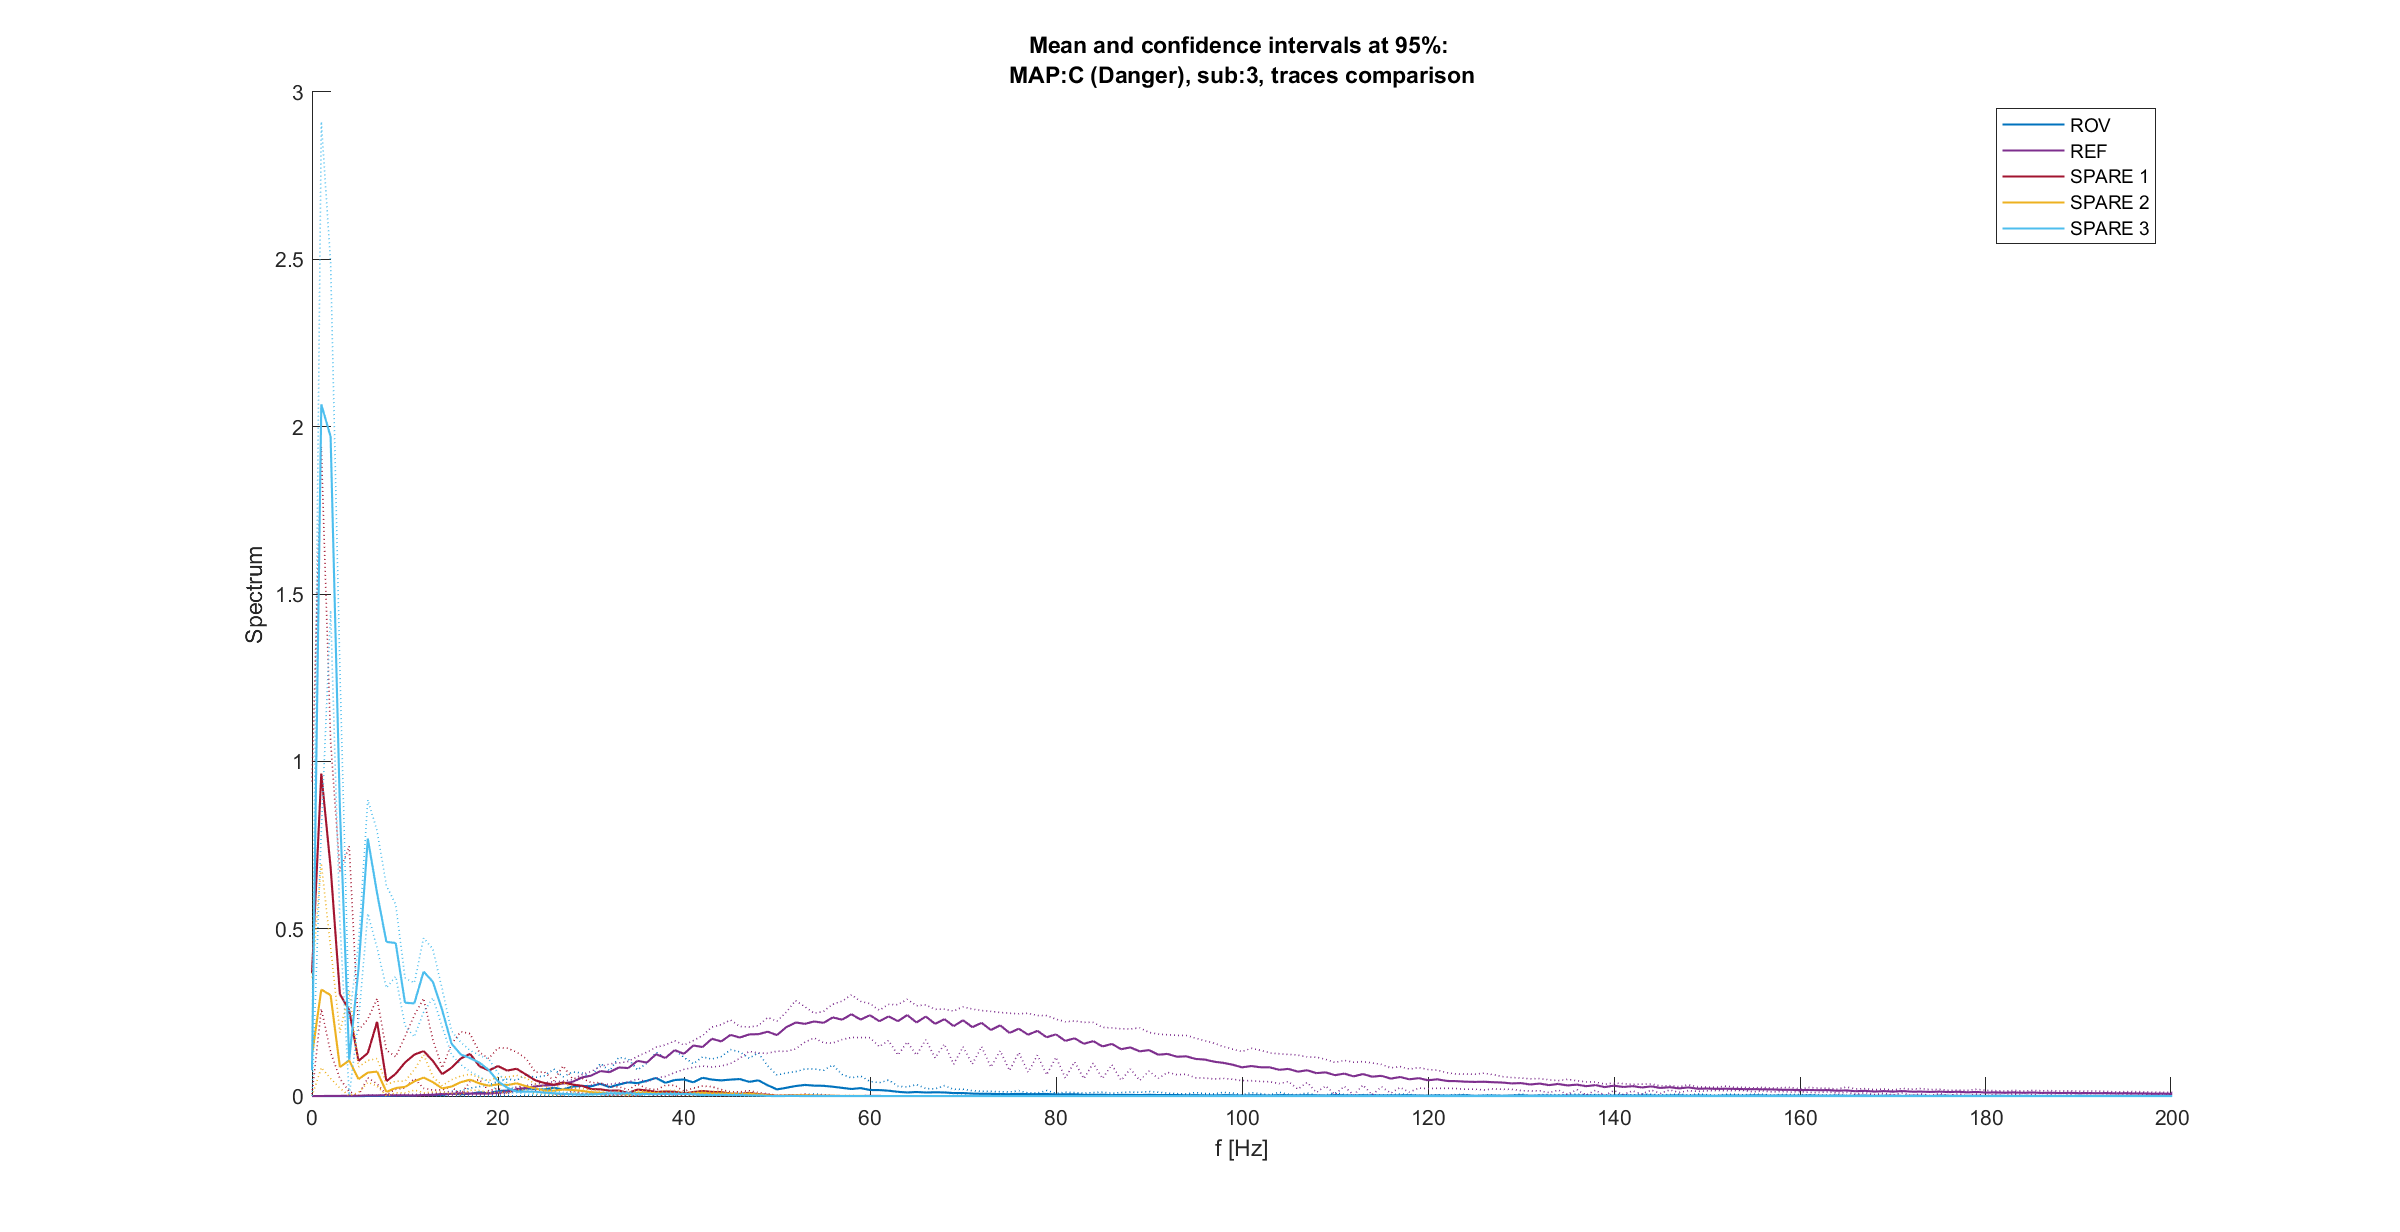 Mean and confidence intervals at 95%:
MAP:C (Danger), sub:3, traces comparison
3
2.5
2
1.5
1
0.5
0
Spectrum
ROV
REF
SPARE 1
SPARE 2
SPARE 3
0 20 40 60 80 100 120 140 160 180 200
f [Hz]